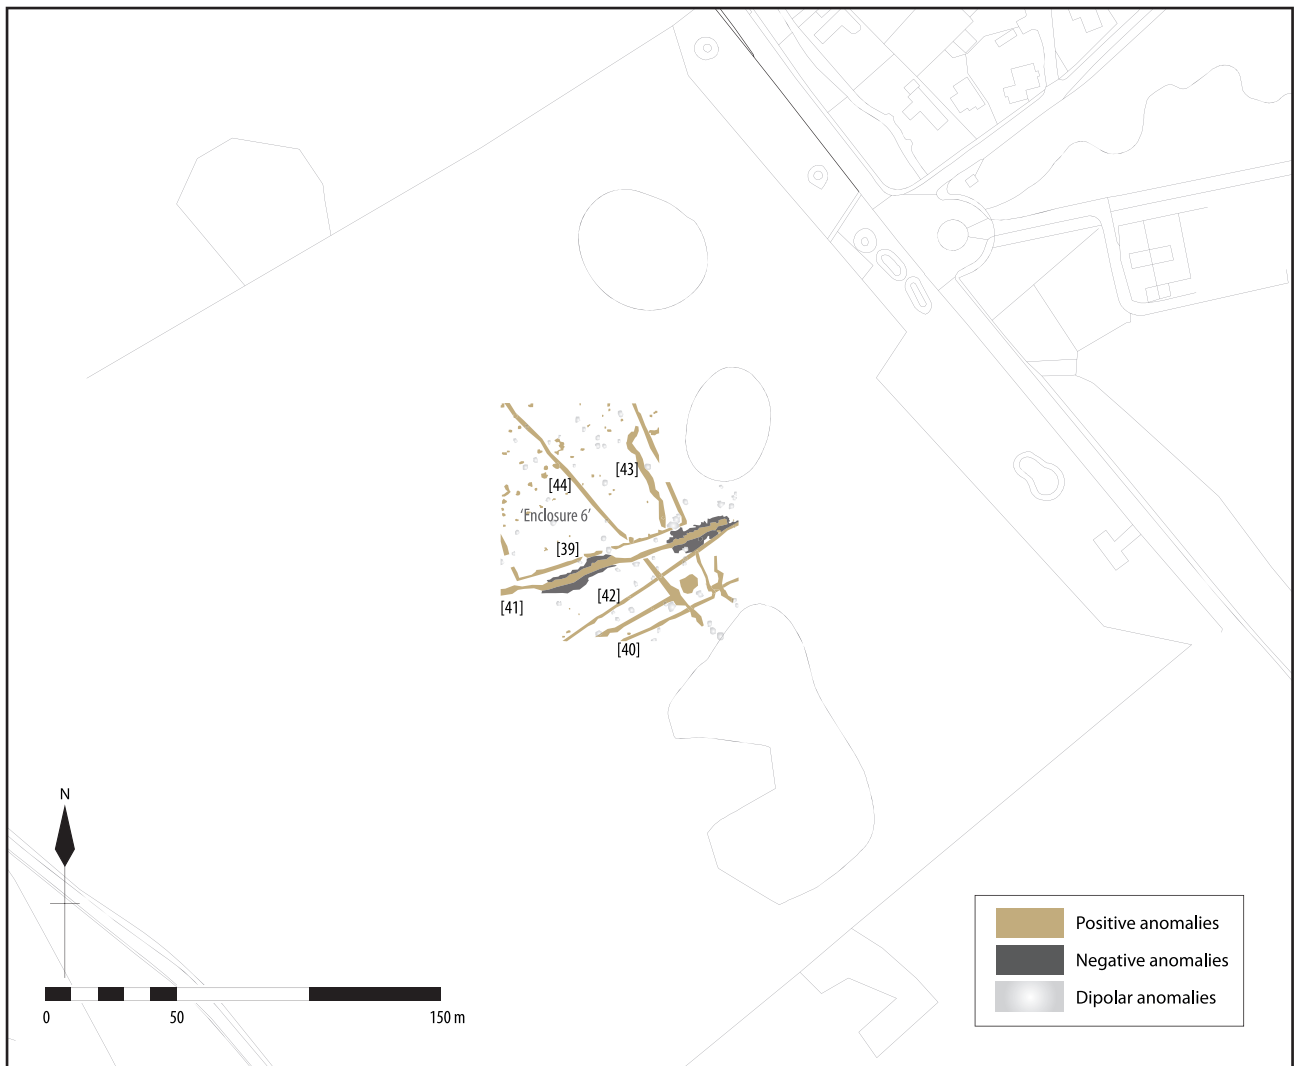 [43]
[44]
'Enclosure 6'
[39]
[42]
[41]
[40]
N
0 50 150 m
Positive anomalies
Negative anomalies
Dipolar anomalies